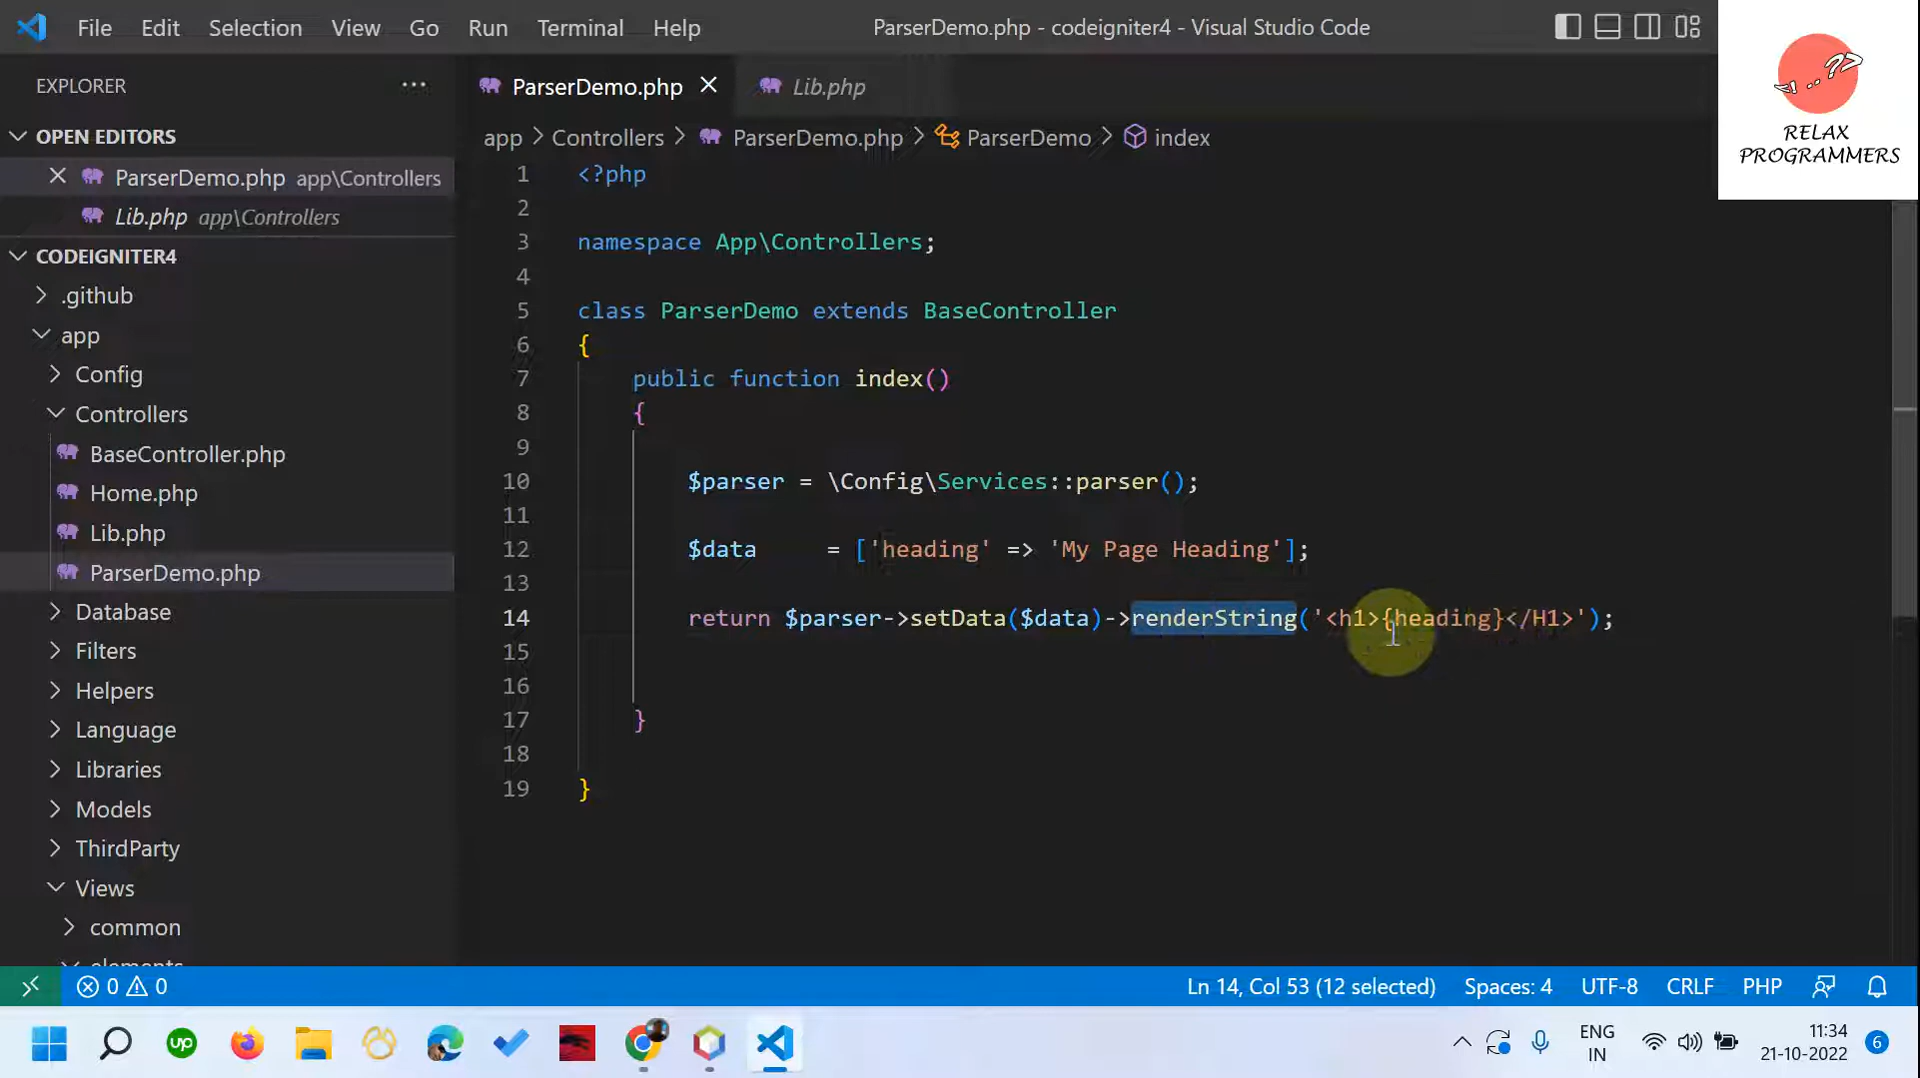 File Edit Selection View Go Run Terminal Help ParserDemo.php - codeigniter4 - Visual Studio Code
<!..??>
RELAX
PROGRAMMERS
EXPLORER ...
ParserDemo.php
Lib.php
OPEN EDITORS
app > Controllers > ParserDemo.php > ParserDemo > index
ParserDemo.php app\Controllers
Lib.php app\Controllers
CODEIGNITER4
.github
app
Config
Controllers
BaseController.php
Home.php
Lib.php
ParserDemo.php
Database
Filters
Helpers
Language
Libraries
Models
ThirdParty
Views
common
elements
1 <?php
2
3 namespace App\Controllers;
4
5 class ParserDemo extends BaseController
6 {
7 public function index()
8 {
9
10 $parser = \Config\Services::parser();
11
12 $data = ['heading' => 'My Page Heading'];
13
14 return $parser->setData($data)->renderString('<h1>{heading}</H1>');
15
16
17 }
18
19 }
0 0 Ln 14, Col 53 (12 selected) Spaces: 4 UTF-8 CRLF PHP
up
ENG
IN
11:34
21-10-2022
6